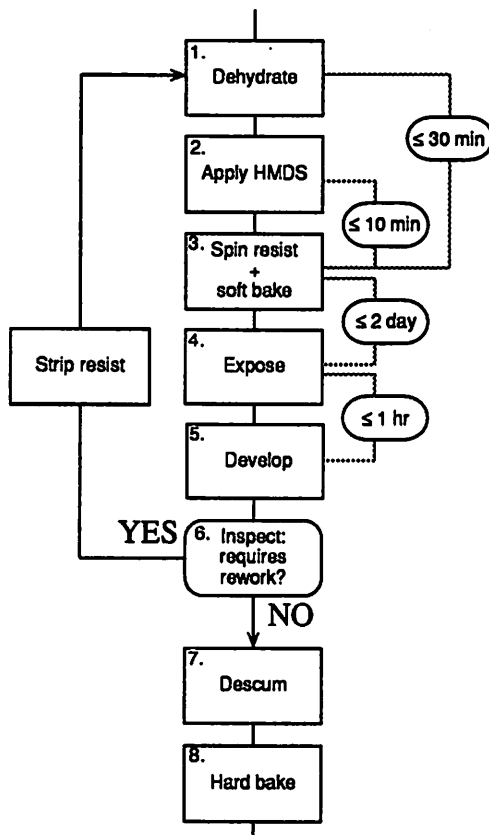 1.
Dehydrate
≤ 30 min
2.
Apply HMDS
≤ 10 min
3.
Spin resist
+
soft bake
≤ 2 day
Strip resist
4.
Expose
≤ 1 hr
5.
Develop
YES
6. Inspect:
requires
rework?
NO
7.
Descum
8.
Hard bake